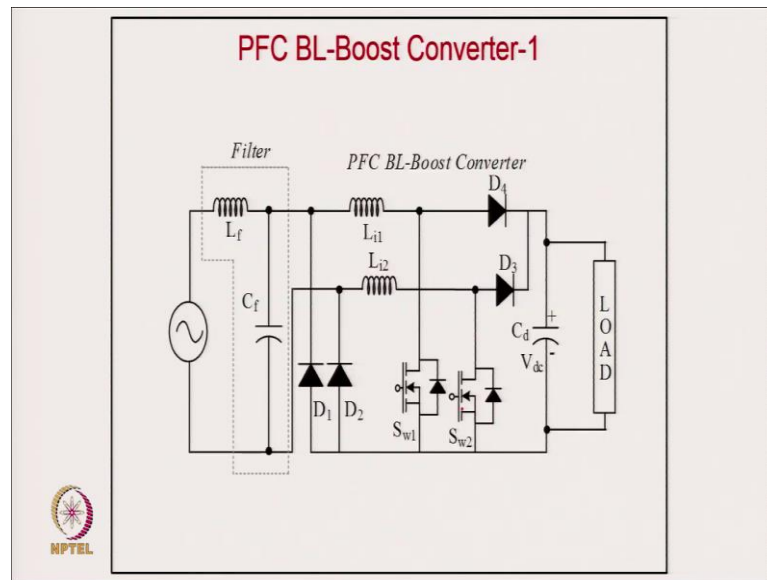 PFC BL-Boost Converter-1
Filter
PFC BL-Boost Converter
D4
Lf
Li1
Li2
D3
Cf
Cd
+
Vdc
-
LOAD
D1
D2
Sw1
Sw2
NPTEL